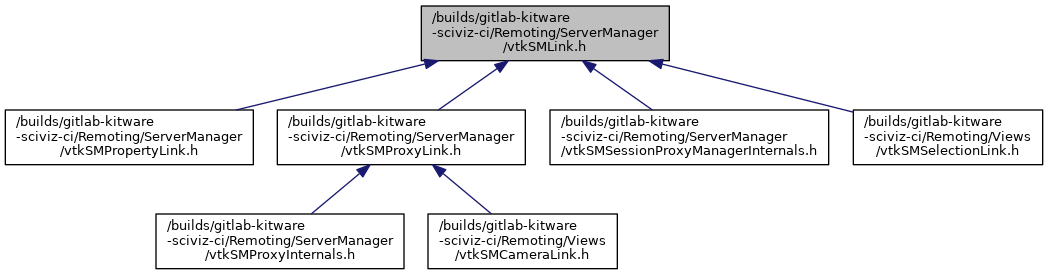 /builds/gitlab-kitware
-sciviz-ci/Remoting/ServerManager
/vtkSMLink.h
/builds/gitlab-kitware
-sciviz-ci/Remoting/ServerManager
/vtkSMPropertyLink.h
/builds/gitlab-kitware
-sciviz-ci/Remoting/ServerManager
/vtkSMProxyLink.h
/builds/gitlab-kitware
-sciviz-ci/Remoting/ServerManager
/vtkSMSessionProxyManagerInternals.h
/builds/gitlab-kitware
-sciviz-ci/Remoting/Views
/vtkSMSelectionLink.h
/builds/gitlab-kitware
-sciviz-ci/Remoting/ServerManager
/vtkSMProxyInternals.h
/builds/gitlab-kitware
-sciviz-ci/Remoting/Views
/vtkSMCameraLink.h